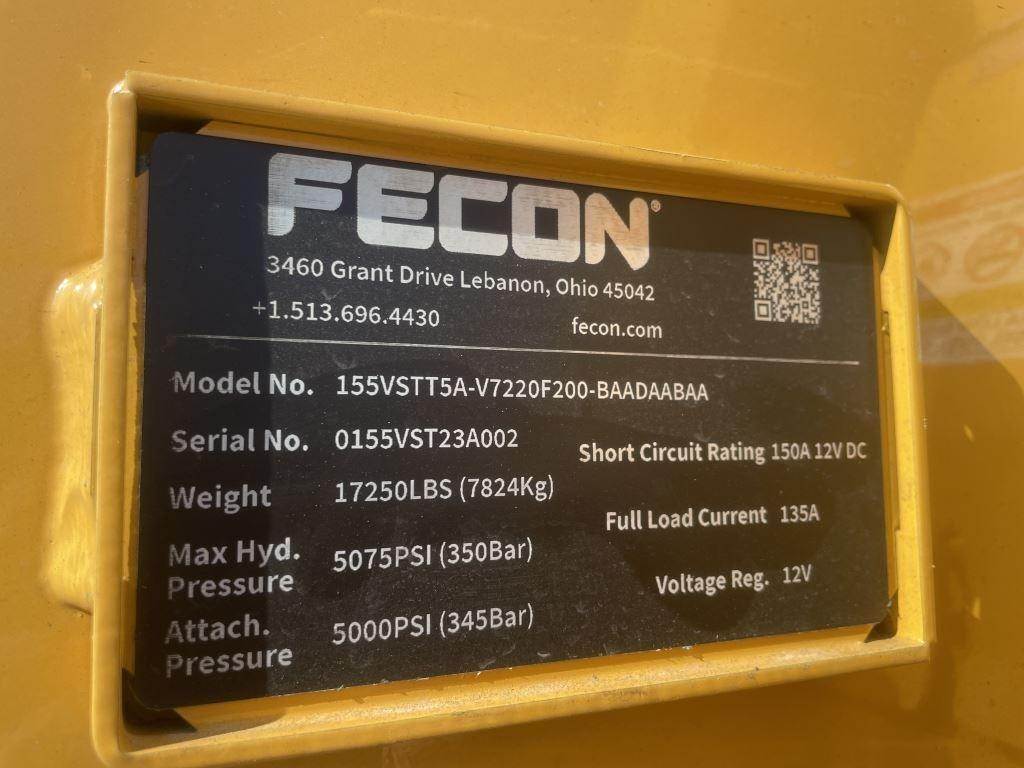 FECON®
3460 Grant Drive Lebanon, Ohio 45042
+1.513.696.4430 fecon.com
Model No. 155VSTT5A-V7220F200-BAADAABAA
Serial No. 0155VST23A002
Short Circuit Rating 150A 12V DC
Weight 17250LBS (7824Kg)
Full Load Current 135A
Max Hyd.
Pressure 5075PSI (350Bar)
Voltage Reg. 12V
Attach.
Pressure 5000PSI (345Bar)